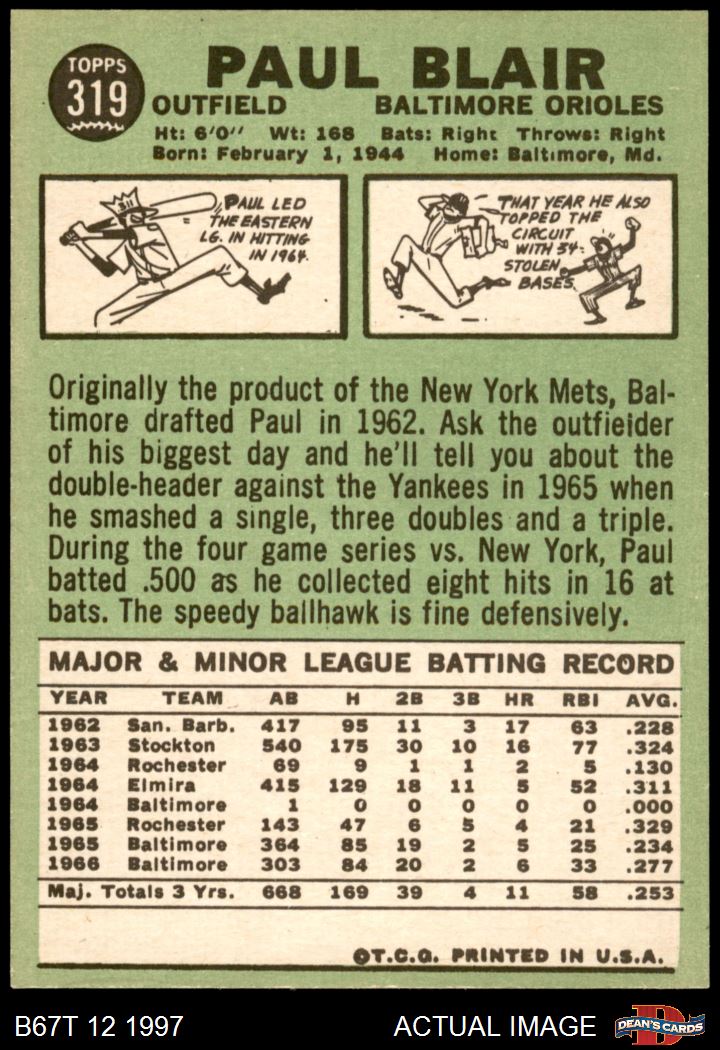 TOPPS
319
PAUL BLAIR
OUTFIELD BALTIMORE ORIOLES
Ht: 6'0" Wt: 168 Bats: Right Throws: Right
Born: February 1, 1944 Home: Baltimore, Md.
PAUL LED
THE EASTERN
LG. IN HITTING
IN 1964.
THAT YEAR HE ALSO
TOPPED THE
CIRCUIT
WITH 34
STOLEN
BASES
Originally the product of the New York Mets, Bal-
timore drafted Paul in 1962. Ask the outfielder
of his biggest day and he'll tell you about the
double-header against the Yankees in 1965 when
he smashed a single, three doubles and a triple.
During the four game series vs. New York, Paul
batted .500 as he collected eight hits in 16 at
bats. The speedy ballhawk is fine defensively.
MAJOR & MINOR LEAGUE BATTING RECORD
YEAR TEAM AB H 2B 3B HR RBI AVG.
1962 San. Barb. 417 95 11 3 17 63 .228
1963 Stockton 540 175 30 10 16 77 .324
1964 Rochester 69 9 1 1 2 5 .130
1964 Elmira 415 129 18 11 5 52 .311
1964 Baltimore 1 0 0 0 0 0 .000
1965 Rochester 143 47 6 5 4 21 .329
1965 Baltimore 364 85 19 2 5 25 .234
1966 Baltimore 303 84 20 2 6 33 .277
Maj. Totals 3 Yrs. 668 169 39 4 11 58 .253
©T.C.G. PRINTED IN U.S.A.
B67T 12 1997 ACTUAL IMAGE DEAN'S CARDS